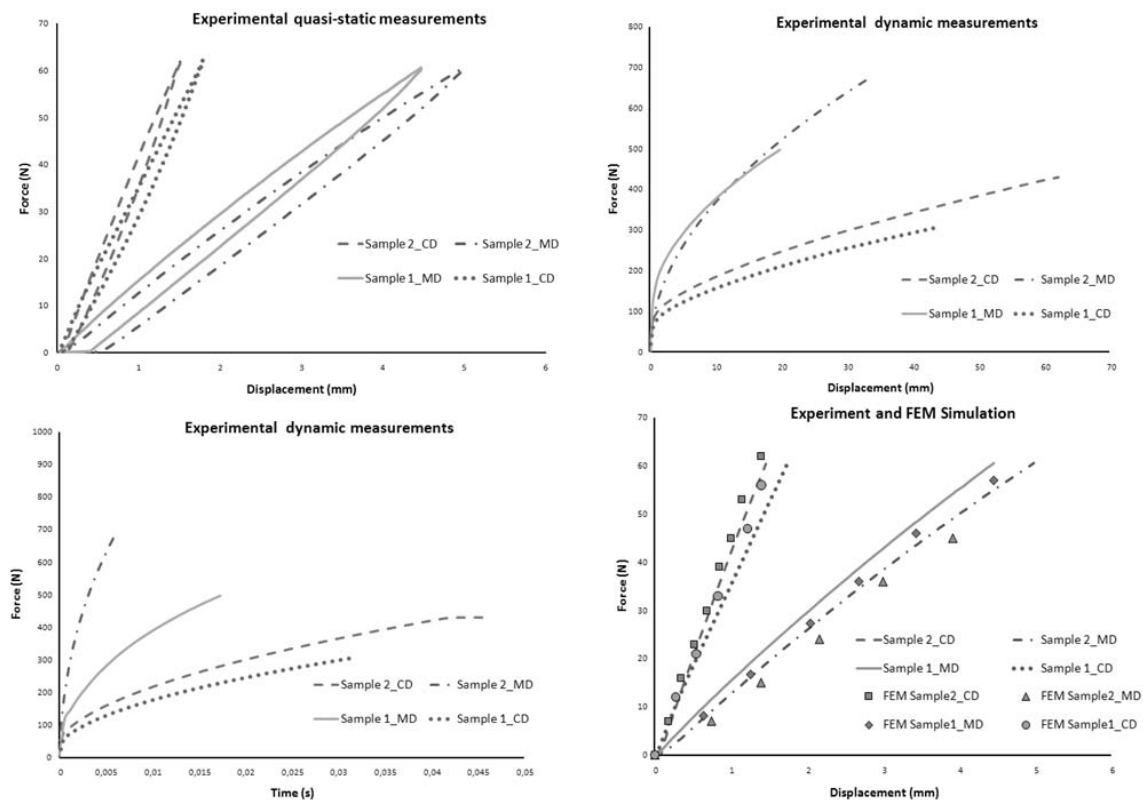 Experimental quasi-static measurements
70
60
50
40
30
20
10
0
Force (N)
0 1 2 3 4 5 6
Displacement (mm)
Sample 2_CD Sample 2_MD
Sample 1_MD Sample 1_CD
Experimental dynamic measurements
800
700
600
500
400
300
200
100
0
Force (N)
0 10 20 30 40 50 60 70
Displacement (mm)
Sample 2_CD Sample 2_MD
Sample 1_MD Sample 1_CD
Experimental dynamic measurements
1000
900
800
700
600
500
400
300
200
100
0
Force (N)
0 0,005 0,01 0,015 0,02 0,025 0,03 0,035 0,04 0,045 0,05
Time (s)
Sample 2_CD Sample 2_MD
Sample 1_MD Sample 1_CD
Experiment and FEM Simulation
70
60
50
40
30
20
10
0
Force (N)
0 1 2 3 4 5 6
Displacement (mm)
Sample 2_CD Sample 2_MD
Sample 1_MD Sample 1_CD
FEM Sample2_CD FEM Sample2_MD
FEM Sample1_MD FEM Sample1_CD